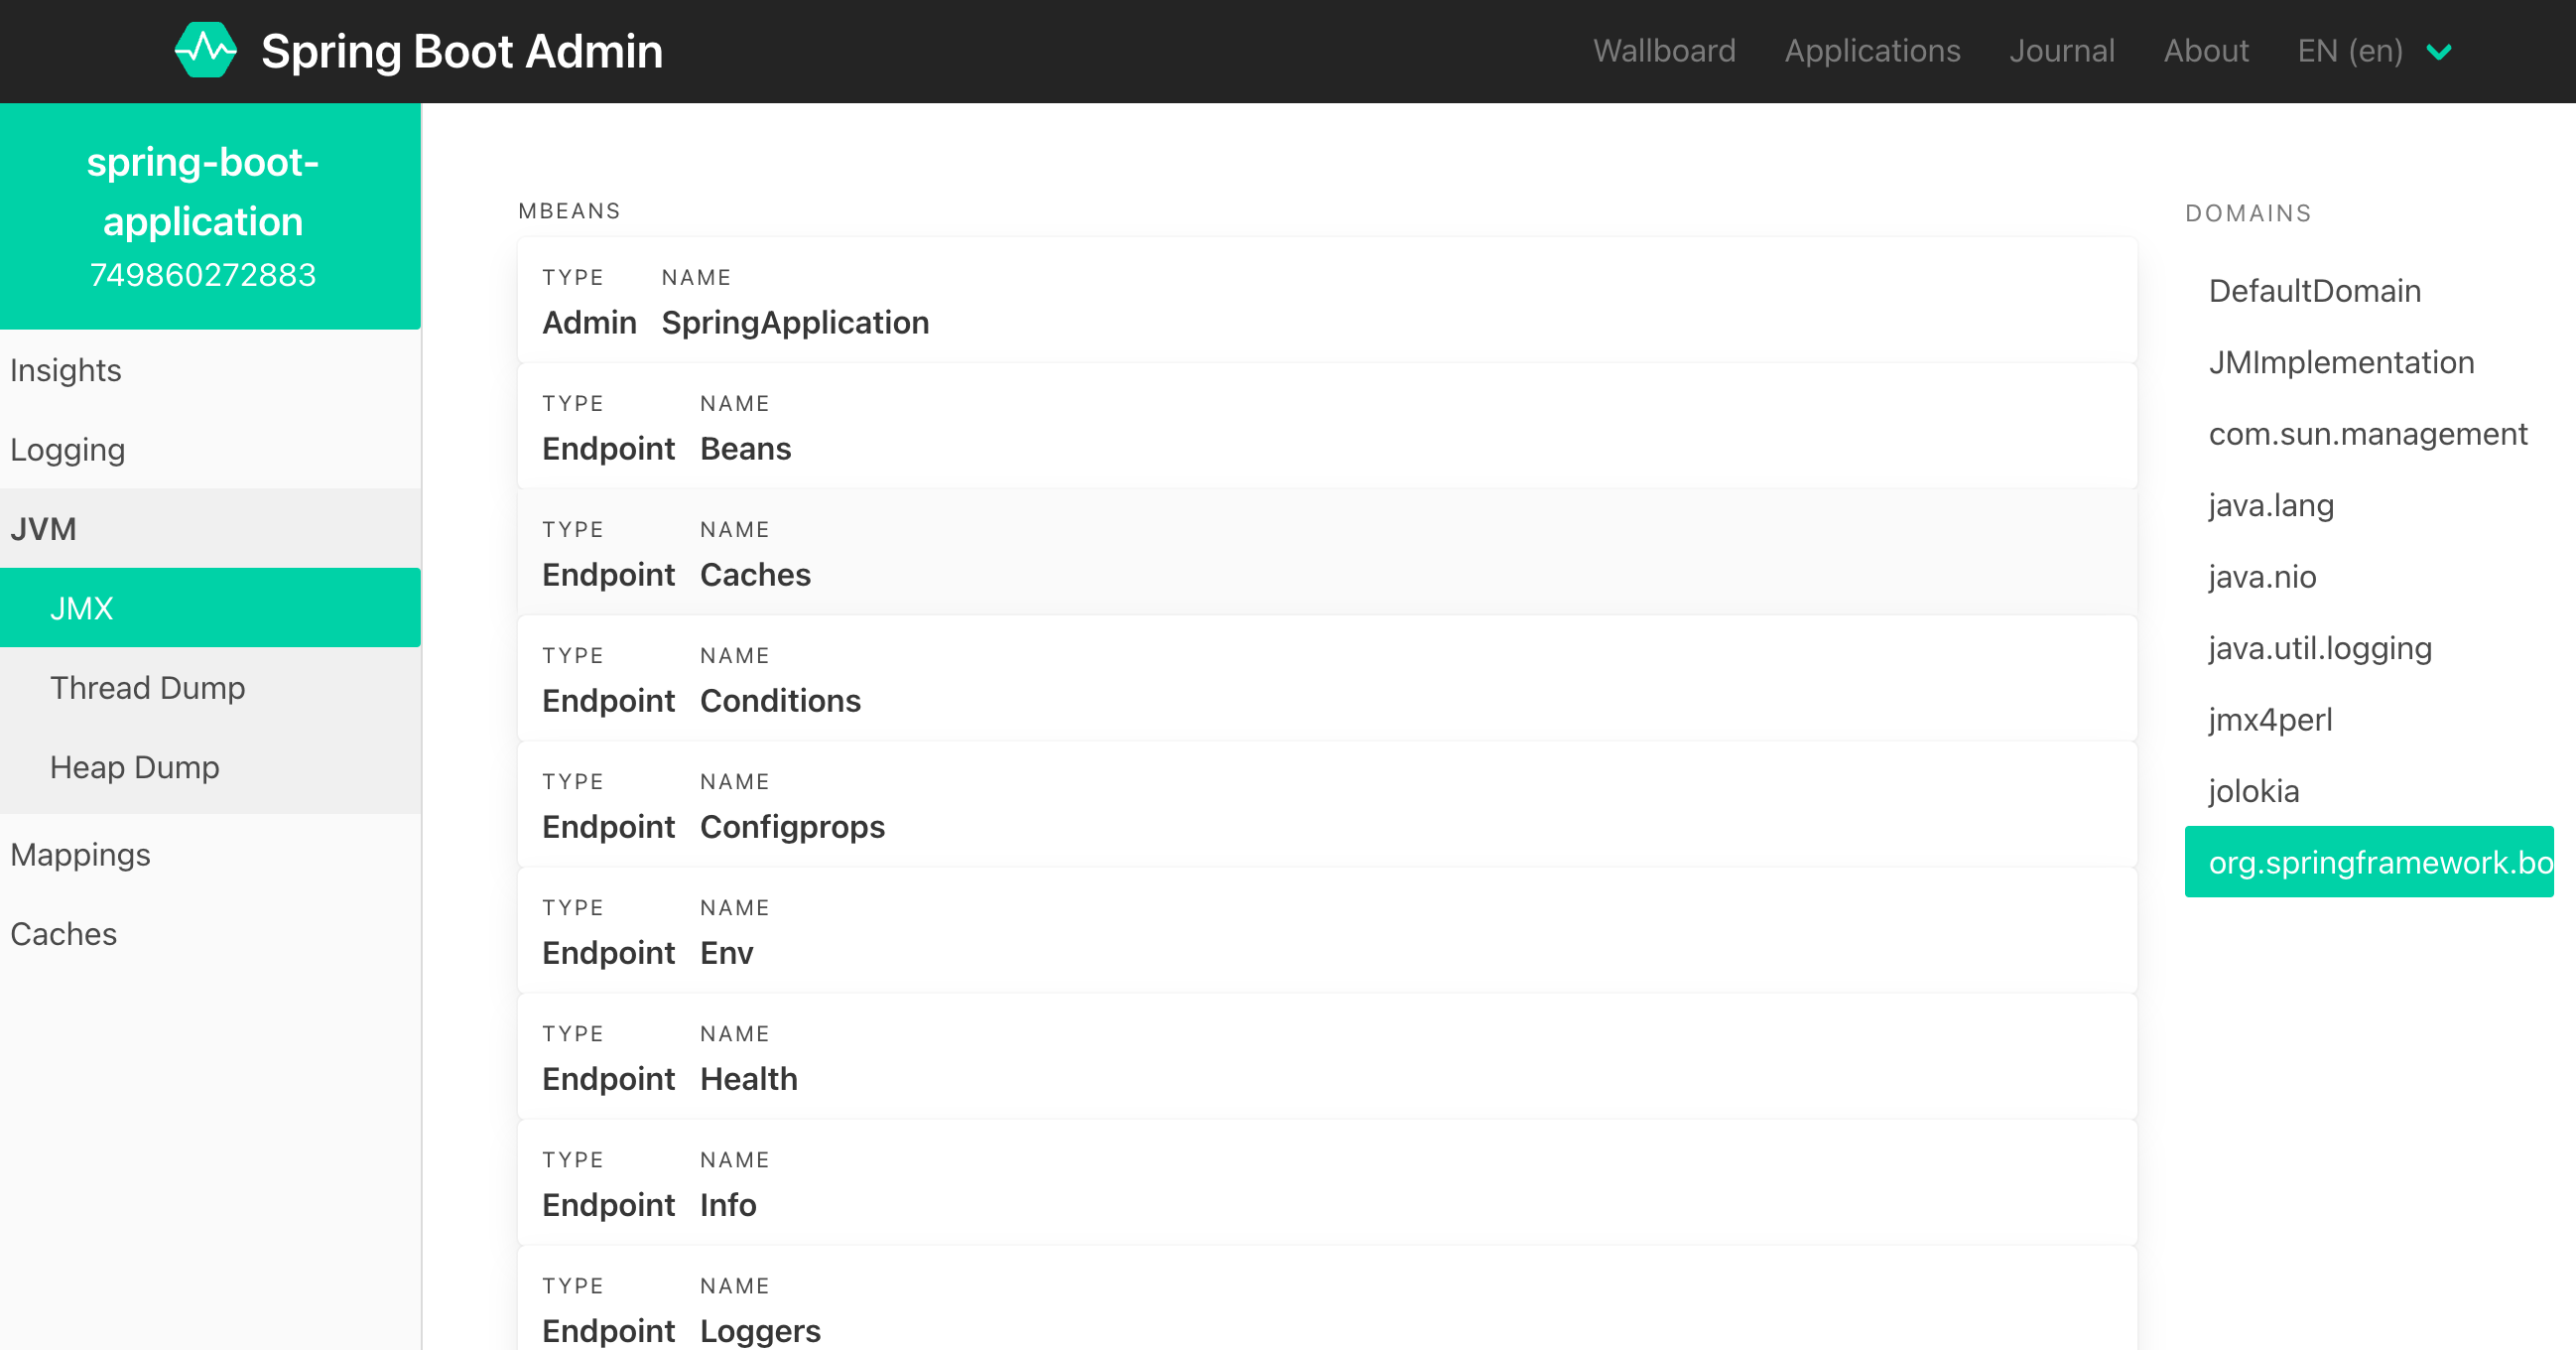 Spring Boot Admin
Wallboard Applications Journal About EN (en)
spring-boot-
application
749860272883
Insights
Logging
JVM
JMX
Thread Dump
Heap Dump
Mappings
Caches
MBEANS
TYPE NAME
Admin SpringApplication
TYPE NAME
Endpoint Beans
TYPE NAME
Endpoint Caches
TYPE NAME
Endpoint Conditions
TYPE NAME
Endpoint Configprops
TYPE NAME
Endpoint Env
TYPE NAME
Endpoint Health
TYPE NAME
Endpoint Info
TYPE NAME
Endpoint Loggers
DOMAINS
DefaultDomain
JMImplementation
com.sun.management
java.lang
java.nio
java.util.logging
jmx4perl
jolokia
org.springframework.bo